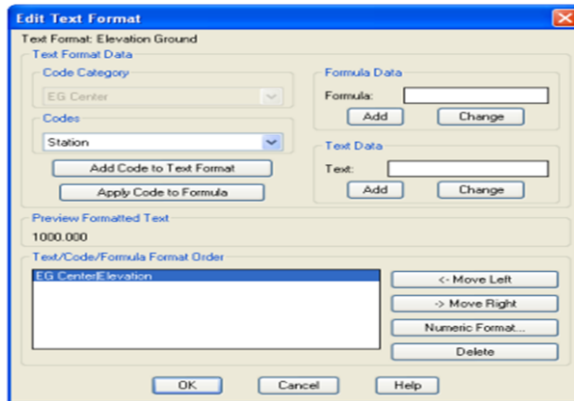 Edit Text Format
Text Format: Elevation Ground
Text Format Data
Code Category
EG Center
Codes
Station
Add Code to Text Format
Apply Code to Formula
Formula Data
Formula:
Add
Change
Text Data
Text:
Add
Change
Preview Formatted Text
1000.000
Text/Code/Formula Format Order
EG Center|Elevation
<- Move Left
-> Move Right
Numeric Format...
Delete
OK
Cancel
Help